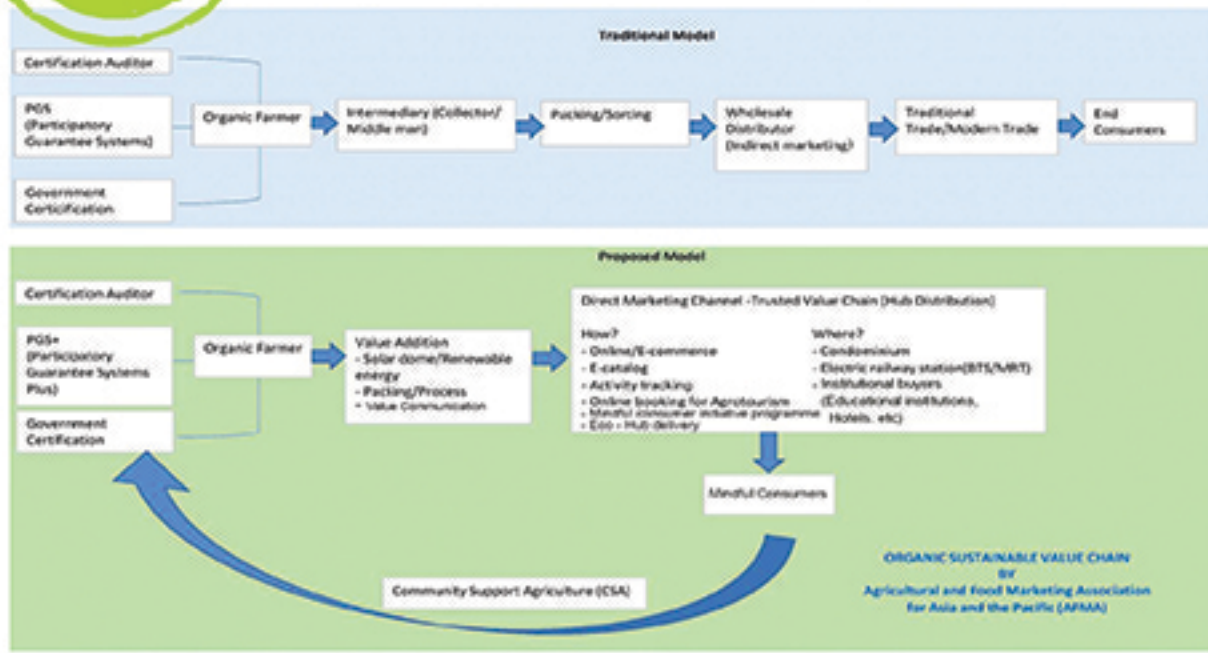 Traditional Model
Certification Auditor
PGS
(Participatory
Guarantee Systems)
Government
Certicification
Organic Farmer
Intermediary (Collector/
Middle man)
Packing/Sorting
Wholesale
Distributor
(Indirect marketing)
Traditional
Trade/Modern Trade
End
Consumers
Proposed Model
Certification Auditor
PGS+
(Participatory
Guarantee Systems
Plus)
Government
Certification
Organic Farmer
Value Addition
- Solar dome/Renewable
energy
- Packing/Process
- Value Communication
Direct Marketing Channel -Trusted Value Chain (Hub Distribution)
How?
- Online/E-commerce
- E-catalog
- Activity tracking
- Online booking for Agrotourism
- Mindful consumer initiative programme
- Eco - Hub delivery
Where?
- Condominium
- Electric railway station(BTS/MRT)
- Institutional buyers
(Educational institutions,
Hotels. etc)
Mindful Consumers
Community Support Agriculture (CSA)
ORGANIC SUSTAINABLE VALUE CHAIN
BY
Agricultural and Food Marketing Association
for Asia and the Pacific (AFMA)